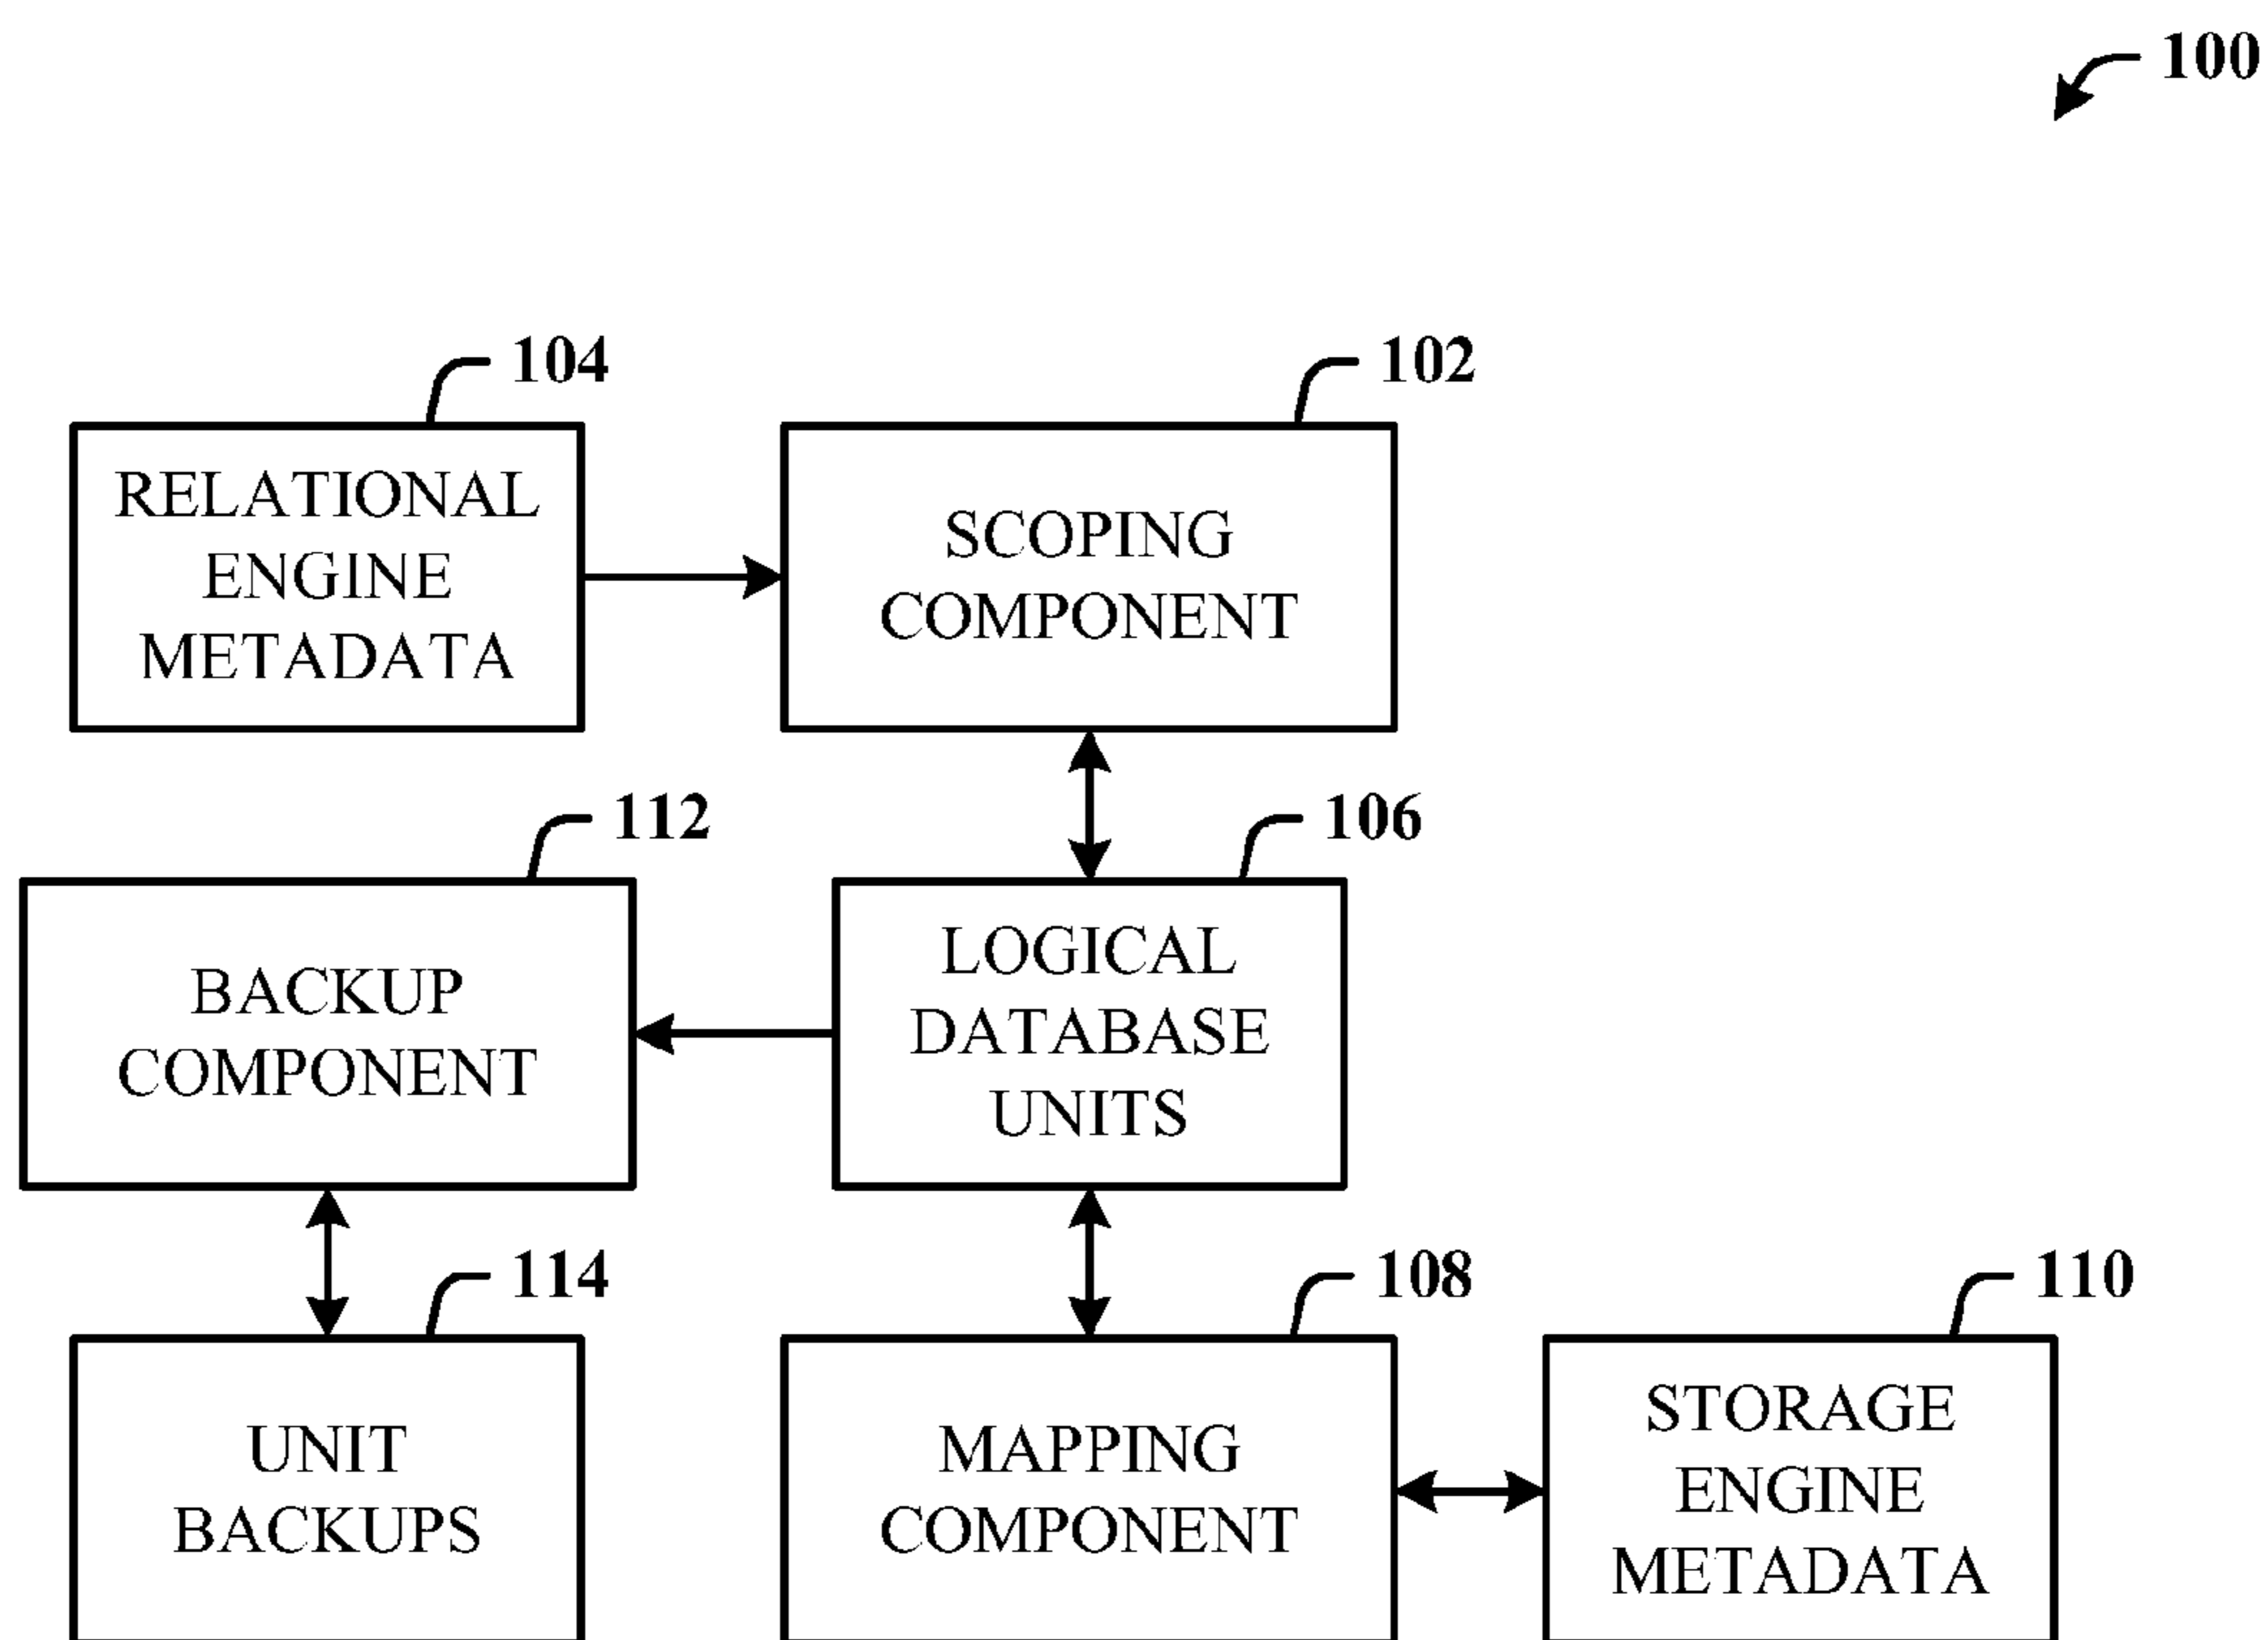 100
104
RELATIONAL
ENGINE
METADATA
102
SCOPING
COMPONENT
112
BACKUP
COMPONENT
106
LOGICAL
DATABASE
UNITS
114
UNIT
BACKUPS
108
MAPPING
COMPONENT
110
STORAGE
ENGINE
METADATA